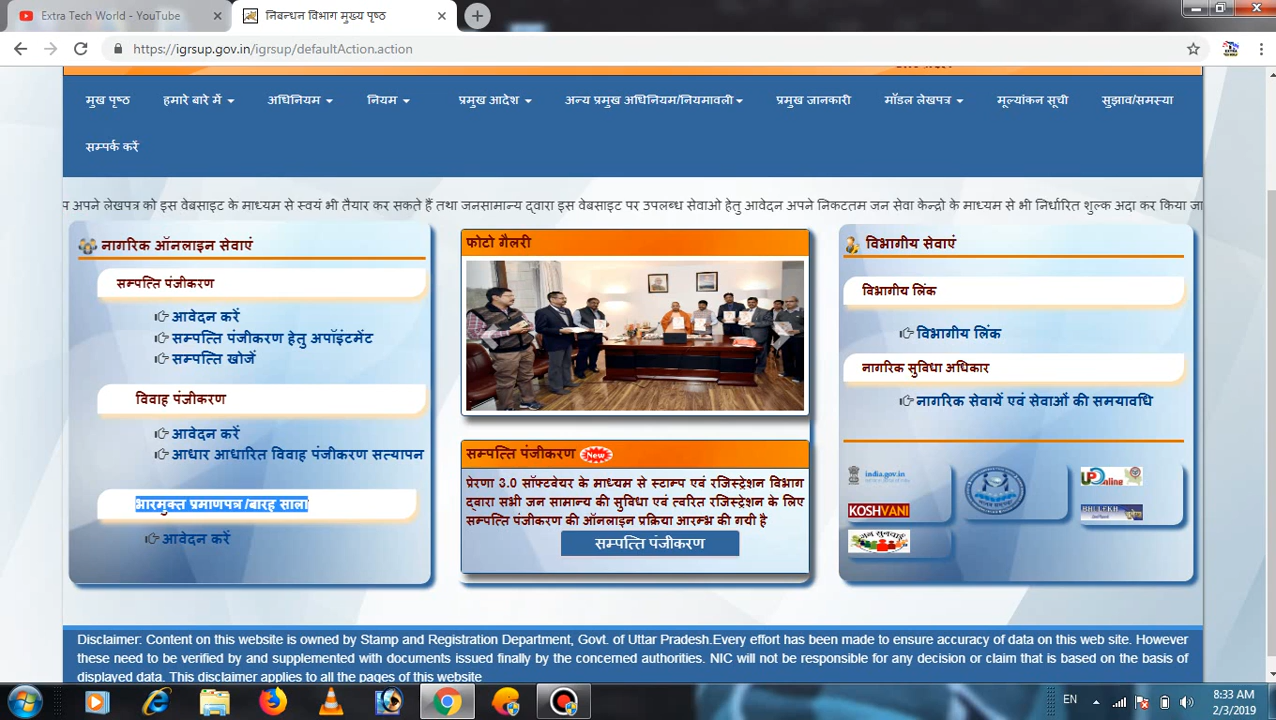 Extra Tech World - YouTube
निबन्धन विभाग मुख्य पृष्ठ
https://igrsup.gov.in/igrsup/defaultAction.action
मुख पृष्ठ हमारे बारे में अधिनियम नियम प्रमुख आदेश अन्य प्रमुख अधिनियम/नियमावली प्रमुख जानकारी मॉडल लेखपत्र मूल्यांकन सूची सुझाव/समस्या
सम्पर्क करें
प अपने लेखपत्र को इस वेबसाइट के माध्यम से स्वयं भी तैयार कर सकते हैं तथा जनसामान्य द्वारा इस वेबसाइट पर उपलब्ध सेवाओ हेतु आवेदन अपने निकटतम जन सेवा केन्द्रो के माध्यम से भी निर्धारित शुल्क अदा कर किया जा
नागरिक ऑनलाइन सेवाएं
सम्पत्ति पंजीकरण
आवेदन करें
सम्पत्ति पंजीकरण हेतु अपॉइंटमेंट
सम्पत्ति खोजें
विवाह पंजीकरण
आवेदन करें
आधार आधारित विवाह पंजीकरण सत्यापन
भारमुक्त प्रमाणपत्र /बारह साला
आवेदन करें
फोटो गैलरी
सम्पत्ति पंजीकरण New
प्रेरणा 3.0 सॉफ्टवेयर के माध्यम से स्टाम्प एवं रजिस्ट्रेशन विभाग
द्वारा सभी जन सामान्य की सुविधा एवं त्वरित रजिस्ट्रेशन के लिए
सम्पत्ति पंजीकरण की ऑनलाइन प्रक्रिया आरम्भ की गयी है
सम्पत्ति पंजीकरण
विभागीय सेवाएं
विभागीय लिंक
विभागीय लिंक
नागरिक सुविधा अधिकार
नागरिक सेवायें एवं सेवाओं की समयावधि
india.gov.in
KOSHVANI
UPOnline
BHULEKH
जन सुनवाई
Disclaimer: Content on this website is owned by Stamp and Registration Department, Govt. of Uttar Pradesh.Every effort has been made to ensure accuracy of data on this web site. However
these need to be verified by and supplemented with documents issued finally by the concerned authorities. NIC will not be responsible for any decision or claim that is based on the basis of
displayed data. This disclaimer applies to all the pages of this website
EN
8:33 AM
2/3/2019